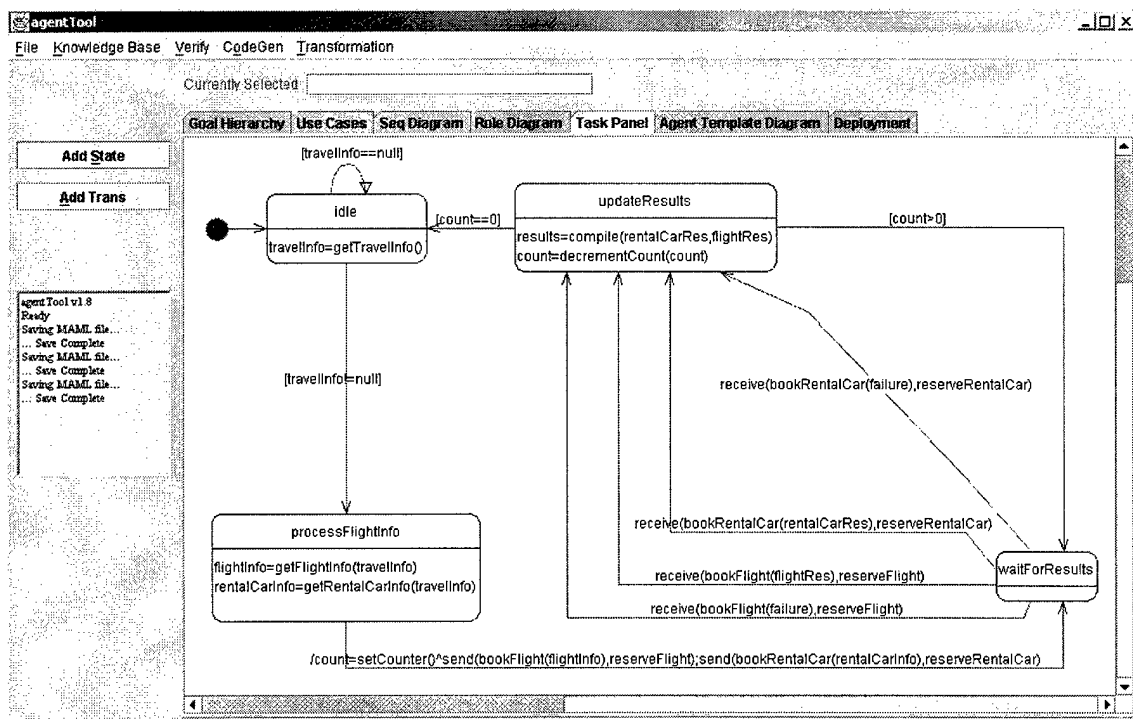 agentTool
File Knowledge Base Verify CodeGen Transformation
Currently Selected
Goal Hierarchy Use Cases Seq Diagram Role Diagram Task Panel Agent Template Diagram Deployment
Add State
Add Trans
agentTool v1.8
Ready
Saving MAML file...
... Save Complete
Saving MAML file...
... Save Complete
Saving MAML file...
... Save Complete
[travelInfo==null]
idle
travelInfo=getTravelInfo()
[count==0]
updateResults
results=compile(rentalCarRes,flightRes)
count=decrementCount(count)
[count>0]
[travelInfo!=null]
receive(bookRentalCar(failure),reserveRentalCar)
processFlightInfo
flightInfo=getFlightInfo(travelInfo)
rentalCarInfo=getRentalCarInfo(travelInfo)
receive(bookRentalCar(rentalCarRes),reserveRentalCar)
waitForResults
receive(bookFlight(flightRes),reserveFlight)
receive(bookFlight(failure),reserveFlight)
/count=setCounter()^send(bookFlight(flightInfo),reserveFlight);send(bookRentalCar(rentalCarInfo),reserveRentalCar)